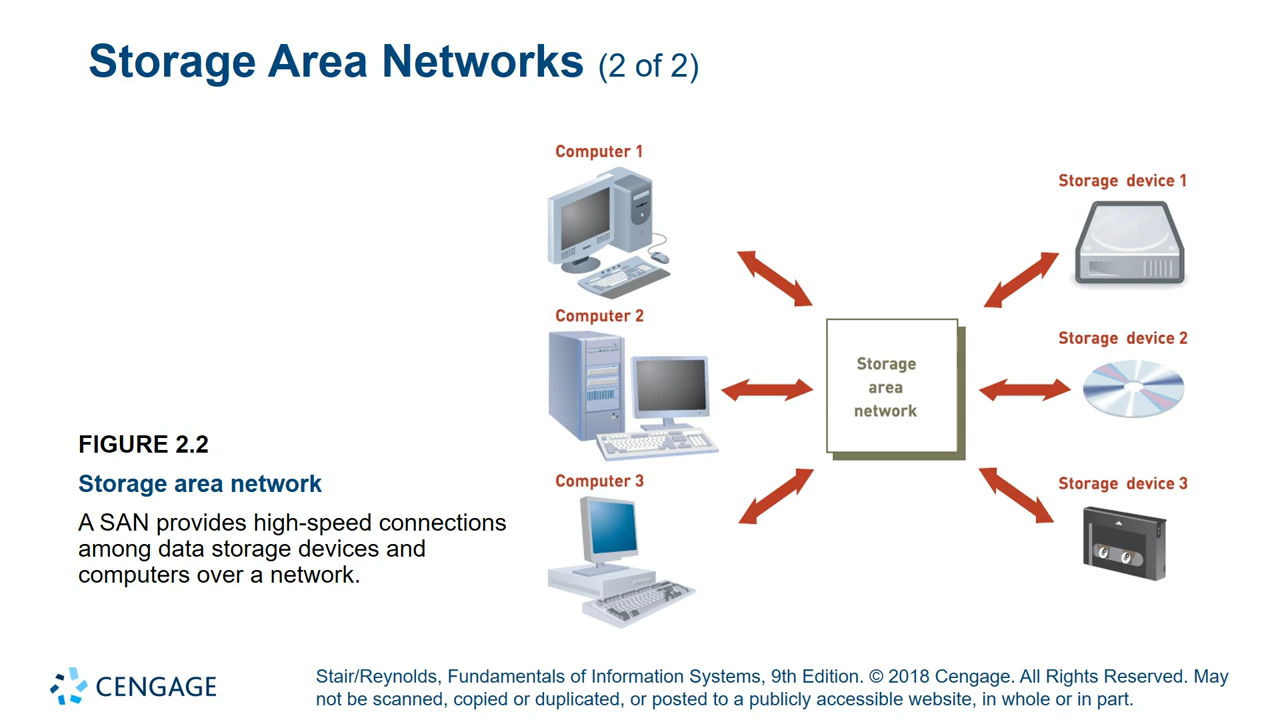 Storage Area Networks (2 of 2)
Computer 1
Storage device 1
Computer 2
Storage device 2
Storage
area
network
FIGURE 2.2
Storage area network
Computer 3
Storage device 3
A SAN provides high-speed connections
among data storage devices and
computers over a network.
CENGAGE
Stair/Reynolds, Fundamentals of Information Systems, 9th Edition. © 2018 Cengage. All Rights Reserved. May
not be scanned, copied or duplicated, or posted to a publicly accessible website, in whole or in part.